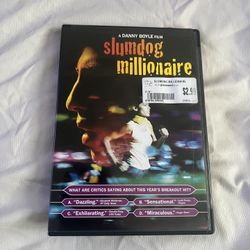 A DANNY BOYLE FILM
slumdog
millionaire
$2.99
WHAT ARE CRITICS SAYING ABOUT THIS YEAR'S BREAKOUT HIT?
A. "Dazzling."
B. "Sensational."
C. "Exhilarating."
D. "Miraculous."